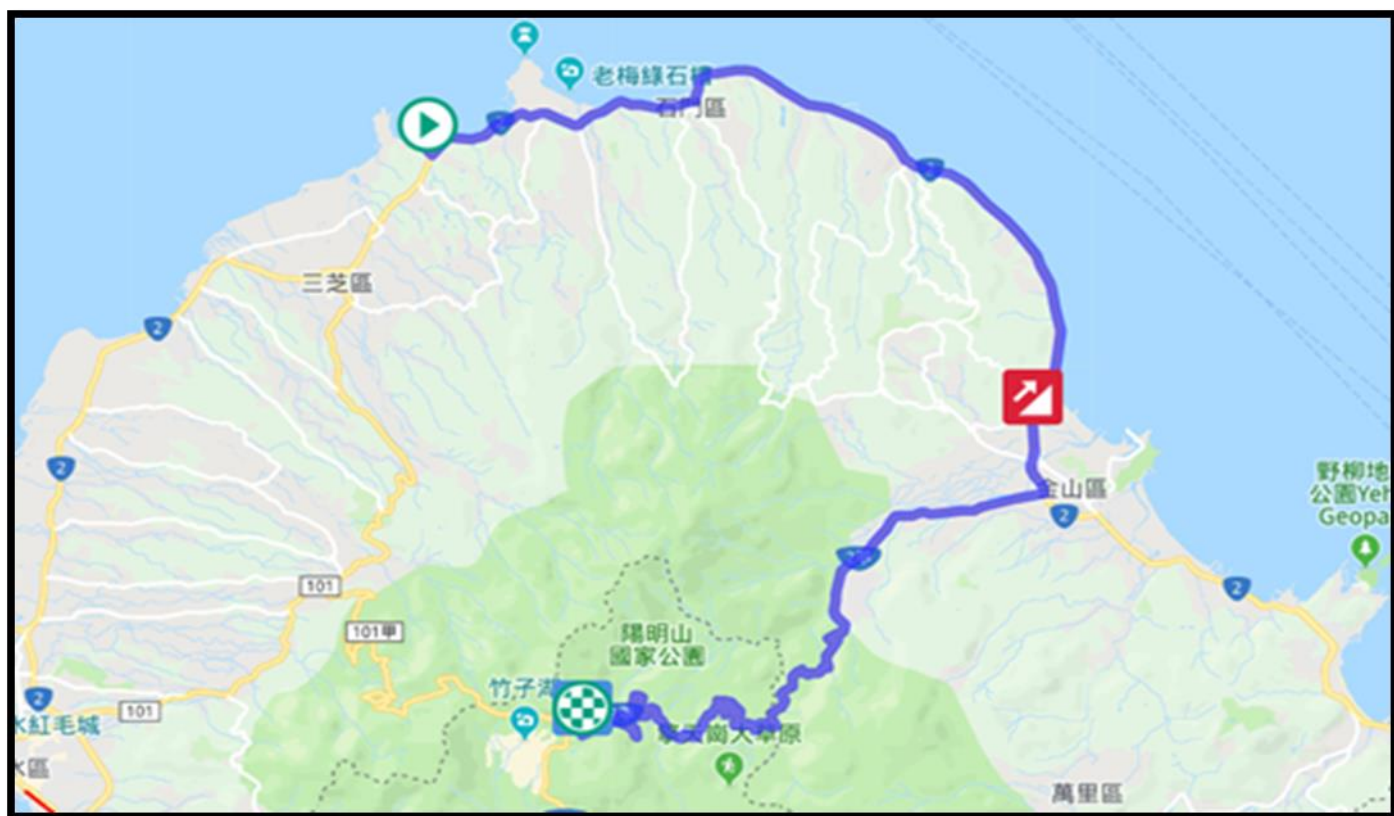 老梅綠石槽
石門區
三芝區
2
2
野柳地
公園Yeh
Geopa
金山區
2
2
101
陽明山
國家公園
101甲
竹子湖
2
101
水紅毛城
擎天崗大草原
水區
萬里區